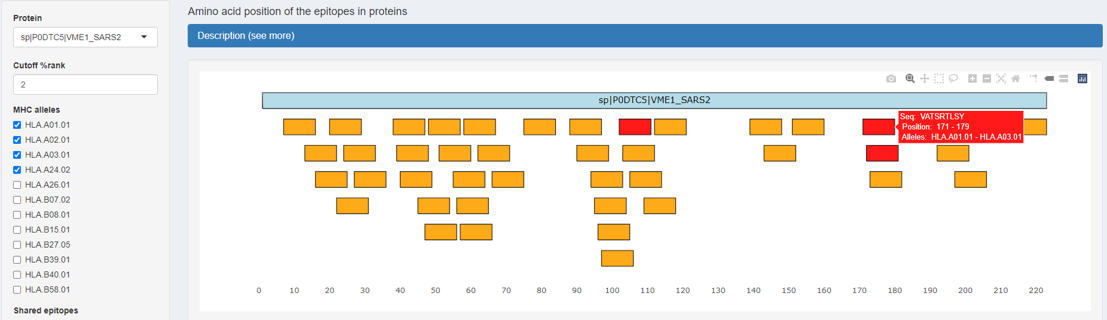 Protein
sp|P0DTC5|VME1_SARS2
Cutoff %rank
2
MHC alleles
HLA.A01.01
HLA.A02.01
HLA.A03.01
HLA.A24.02
HLA.A26.01
HLA.B07.02
HLA.B08.01
HLA.B15.01
HLA.B27.05
HLA.B39.01
HLA.B40.01
HLA.B58.01
Shared epitopes
Amino acid position of the epitopes in proteins
Description (see more)
sp|P0DTC5|VME1_SARS2
Seq: VATSRTLSY
Position: 171 - 179
Alleles: HLA.A01.01 - HLA.A03.01
0 10 20 30 40 50 60 70 80 90 100 110 120 130 140 150 160 170 180 190 200 210 220